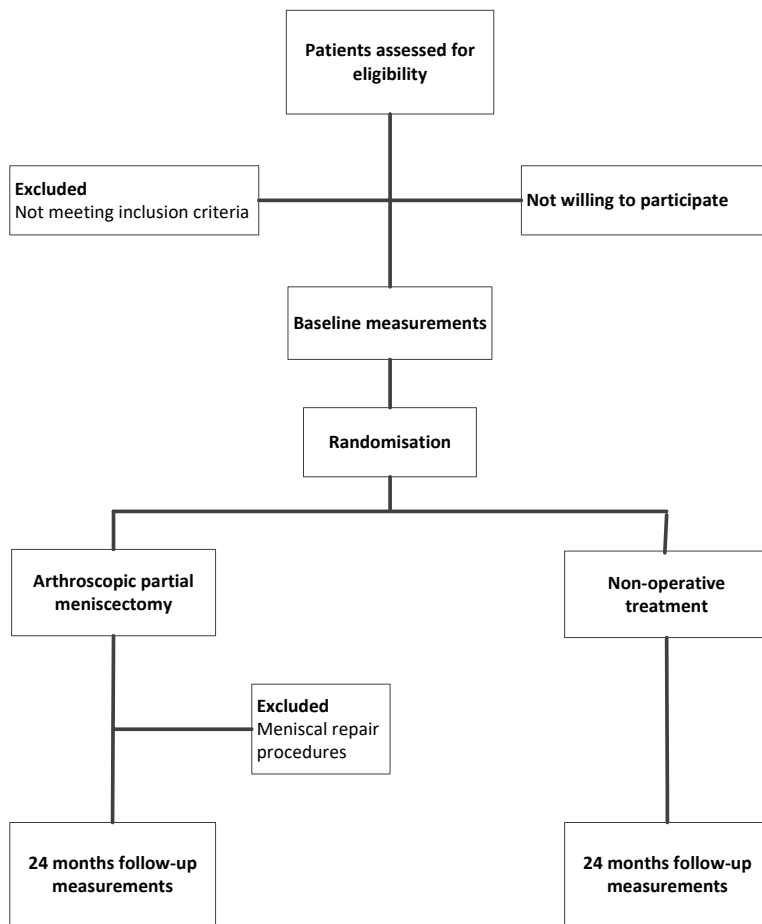 Patients assessed for
eligibility
Excluded
Not meeting inclusion criteria
Not willing to participate
Baseline measurements
Randomisation
Arthroscopic partial
meniscectomy
Non-operative
treatment
Excluded
Meniscal repair
procedures
24 months follow-up
measurements
24 months follow-up
measurements